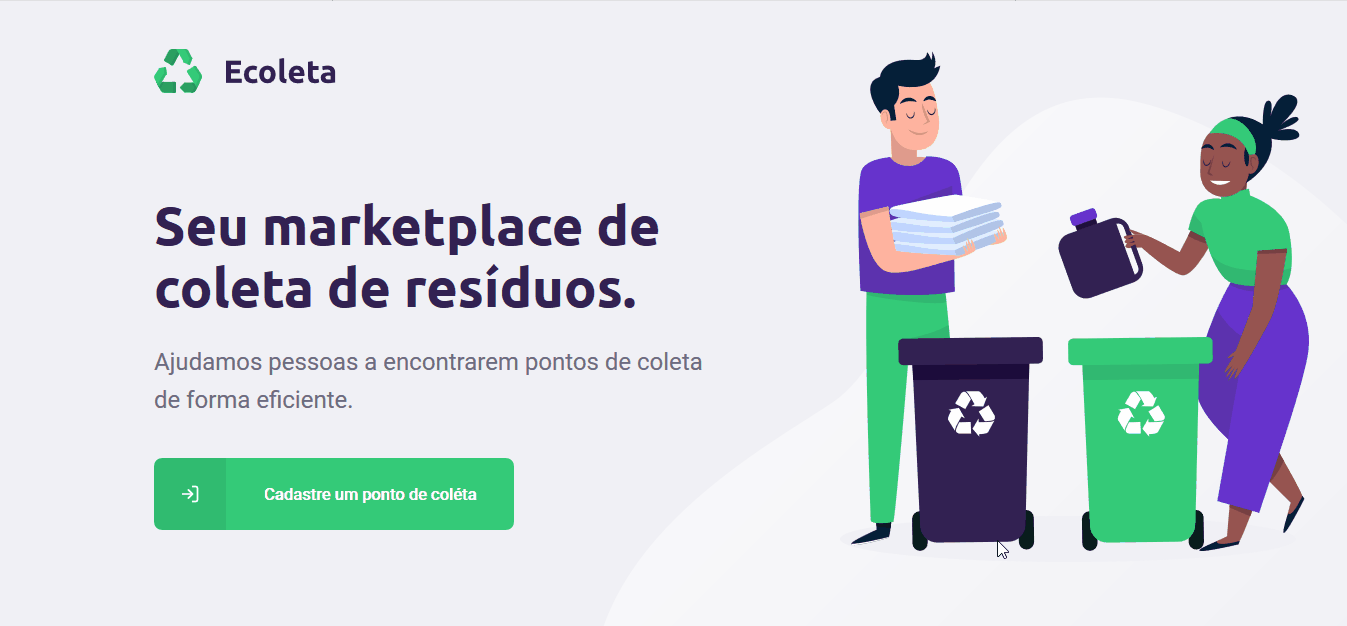 Ecoleta
Seu marketplace de
coleta de resíduos.
Ajudamos pessoas a encontrarem pontos de coleta
de forma eficiente.
Cadastre um ponto de coléta